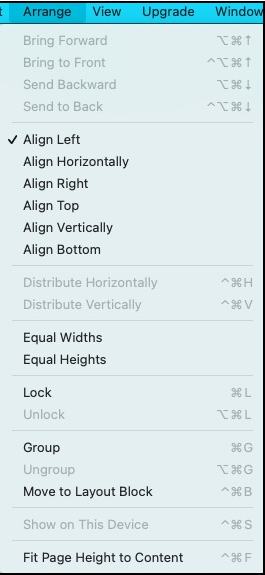 t Arrange View Upgrade Window
Bring Forward ⌥⌘↑
Bring to Front ^⌥⌘↑
Send Backward ⌥⌘↓
Send to Back ^⌥⌘↓
✓ Align Left
Align Horizontally
Align Right
Align Top
Align Vertically
Align Bottom
Distribute Horizontally ^⌘H
Distribute Vertically ^⌘V
Equal Widths
Equal Heights
Lock ⌘L
Unlock ⌥⌘L
Group ⌘G
Ungroup ⌥⌘G
Move to Layout Block ^⌘B
Show on This Device ^⌘S
Fit Page Height to Content ^⌘F